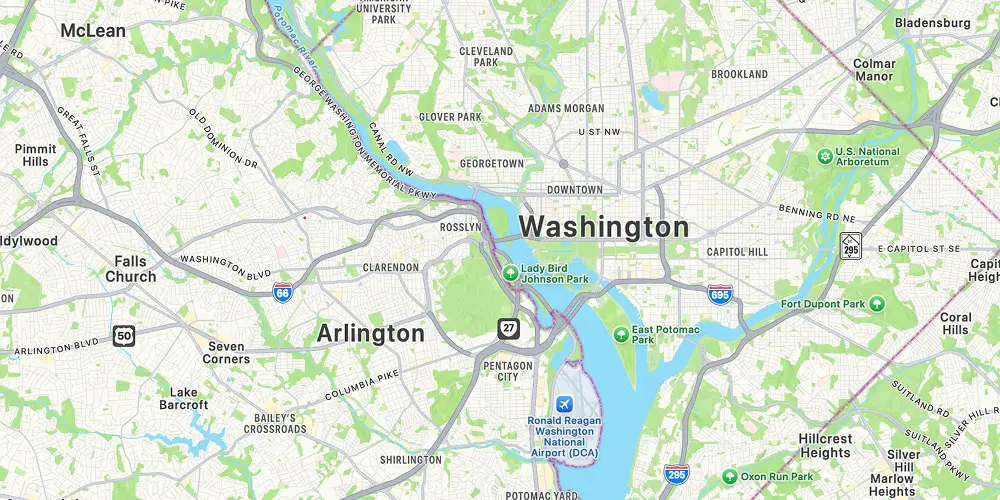 AMERICAN
UNIVERSITY
PARK
McLean
Bladensburg
Potomac River
CLEVELAND
PARK
Colmar
Manor
BROOKLAND
GEORGE WASHINGTON MEMORIAL PKWY
GREAT FALLS ST
OLD DOMINION DR
CANAL RD NW
GLOVER PARK
ADAMS MORGAN
U ST NW
Pimmit
Hills
GEORGETOWN
U.S. National
Arboretum
DOWNTOWN
BENNING RD NE
ROSSLYN
Washington
E CAPITOL ST SE
295
CAPITOL HILL
Falls
Church
WASHINGTON BLVD
CLARENDON
Lady Bird
Johnson Park
66
695
Fort Dupont Park
Coral
Hills
50
Arlington
27
East Potomac
Park
ARLINGTON BLVD
Seven
Corners
PENTAGON
CITY
COLUMBIA PIKE
Lake
Barcroft
SUITLAND RD
BAILEY'S
CROSSROADS
Ronald Reagan
Washington
National
Airport (DCA)
SUITLAND PKWY
Hillcrest
Heights
SHIRLINGTON
295
Oxon Run Park
Silver
Hill
Marlow
Heights
POTOMAC YARD